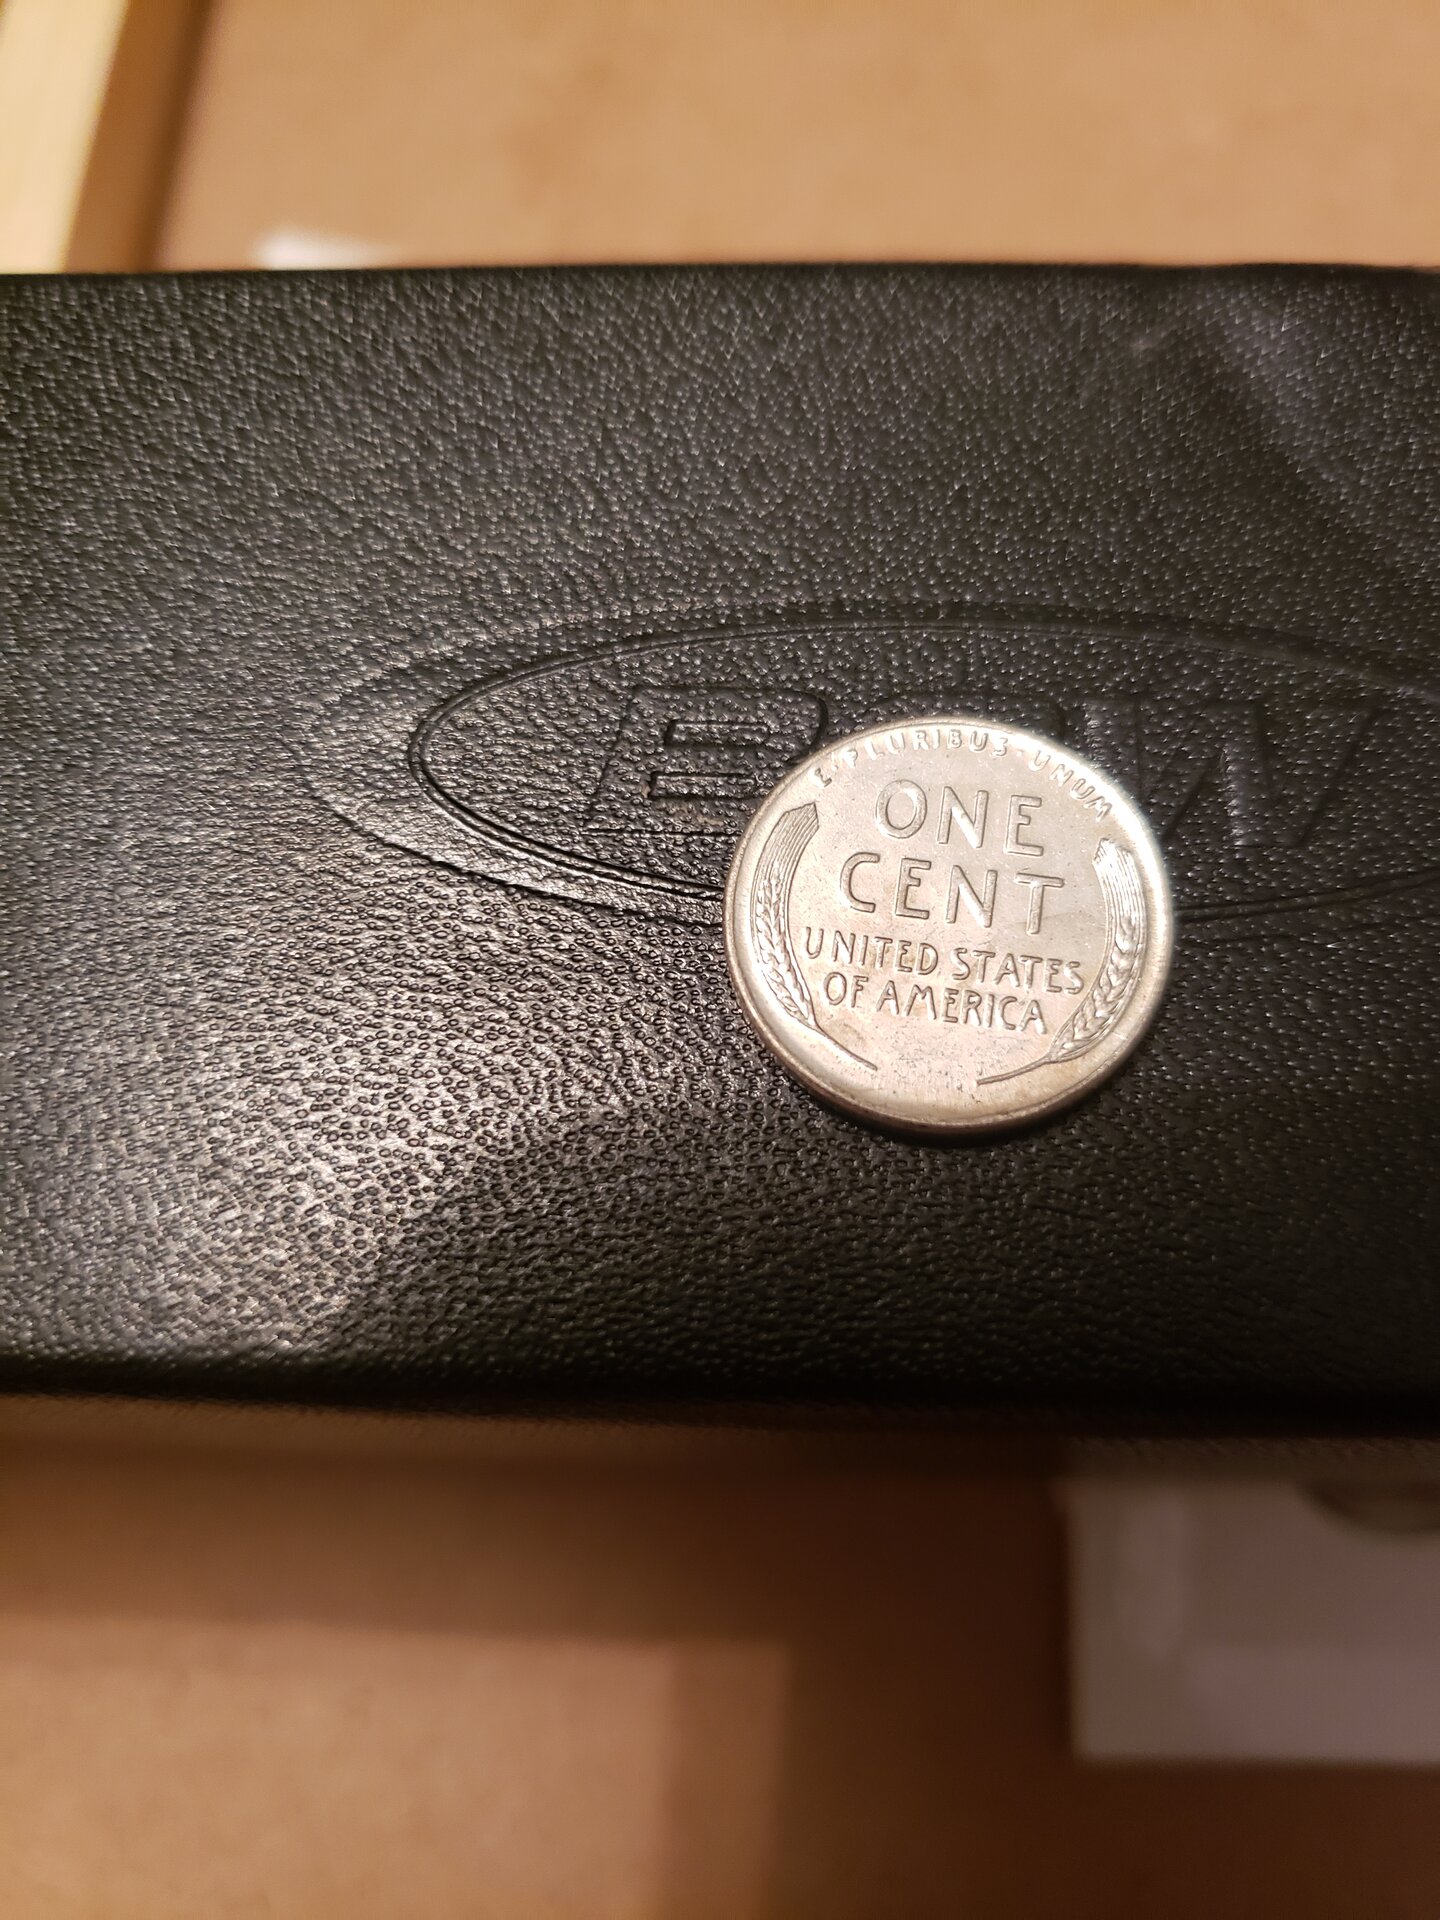 E·PLURIBUS·UNUM
ONE
CENT
UNITED STATES
OF AMERICA